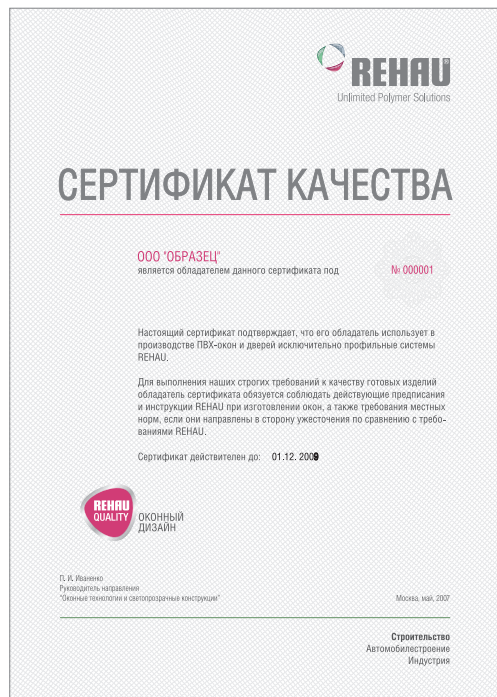 REHAU®
Unlimited Polymer Solutions
СЕРТИФИКАТ КАЧЕСТВА
ООО "ОБРАЗЕЦ"
является обладателем данного сертификата под № 000001
Настоящий сертификат подтверждает, что его обладатель использует в
производстве ПВХ-окон и дверей исключительно профильные системы
REHAU.
Для выполнения наших строгих требований к качеству готовых изделий
обладатель сертификата обязуется соблюдать действующие предписания
и инструкции REHAU при изготовлении окон, а также требования местных
норм, если они направлены в сторону ужесточения по сравнению с требо-
ваниями REHAU.
Сертификат действителен до: 01.12. 2009
REHAU
QUALITY
ОКОННЫЙ
ДИЗАЙН
П. И. Иваненко
Руководитель направления
"Оконные технологии и светопрозрачные конструкции"
Москва, май, 2007
Строительство
Автомобилестроение
Индустрия